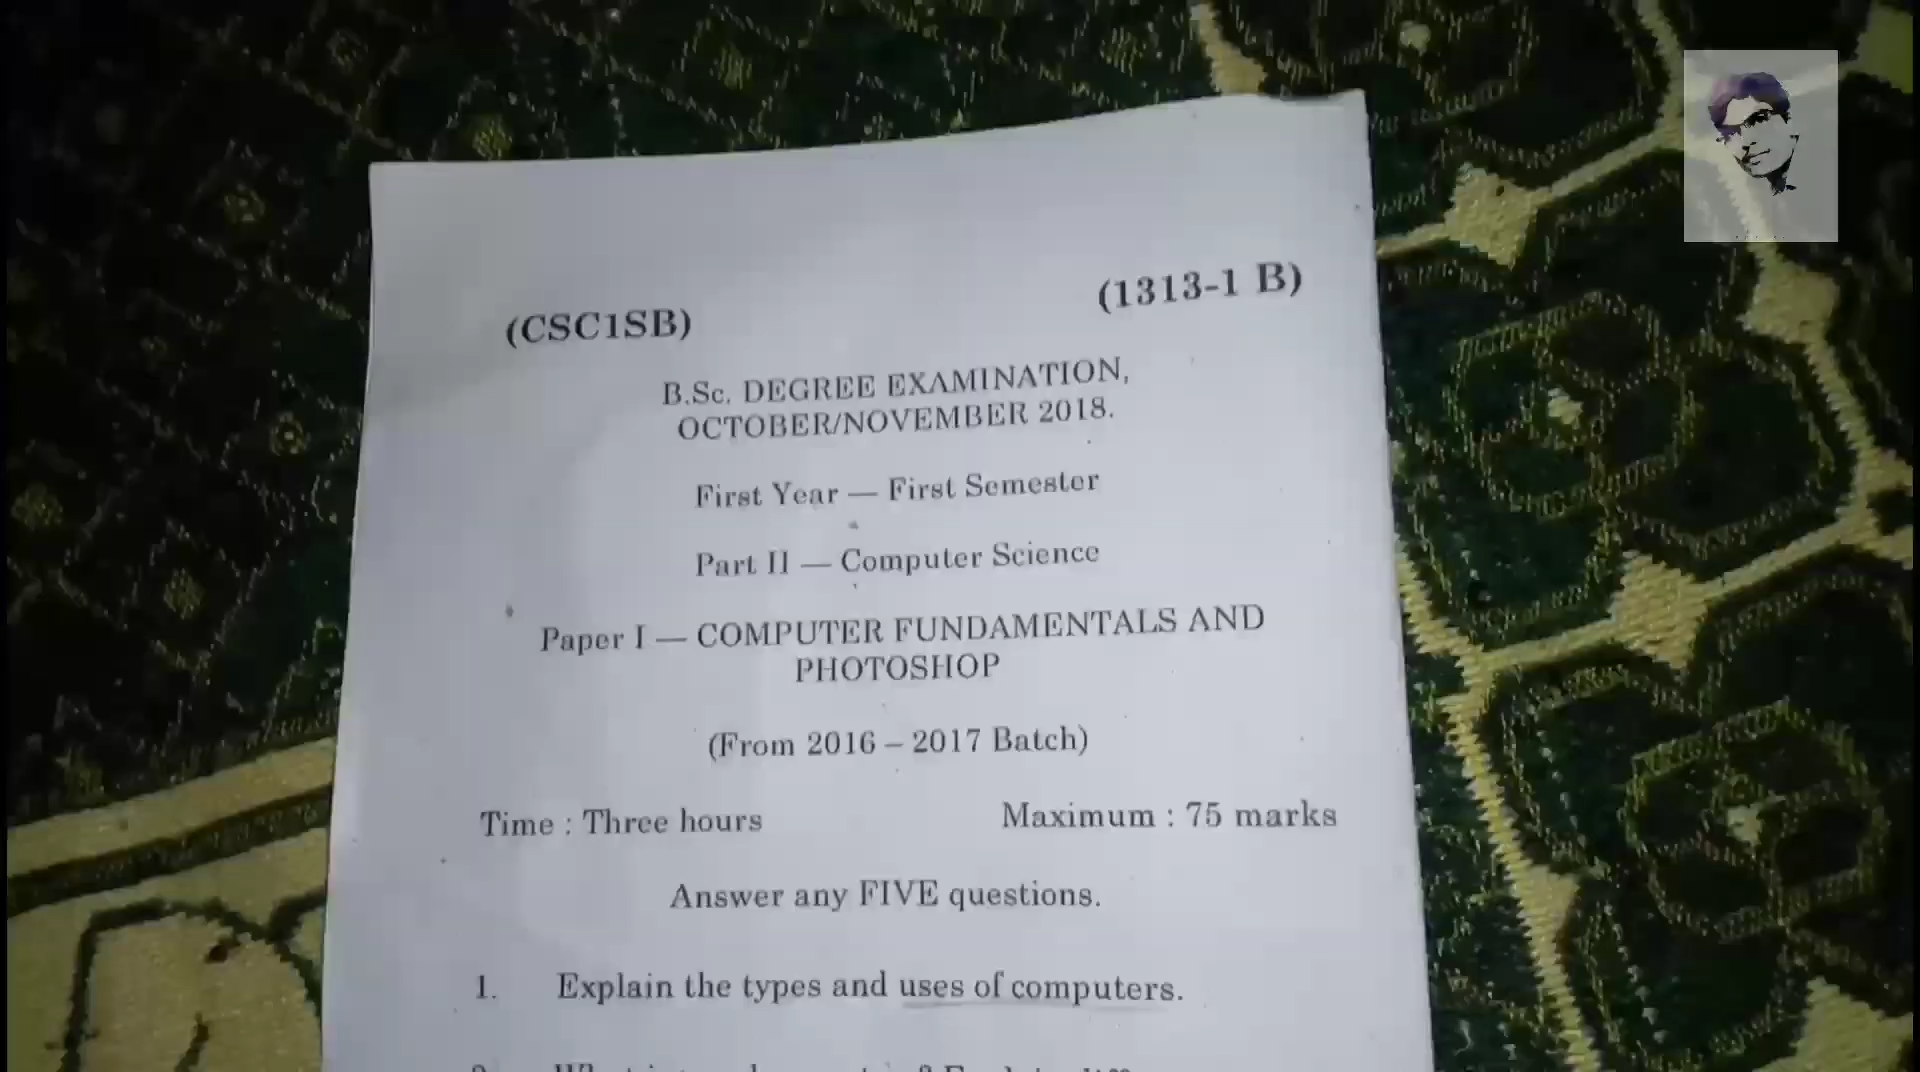 (CSC1SB) (1313-1 B)
B.Sc. DEGREE EXAMINATION,
OCTOBER/NOVEMBER 2018.
First Year — First Semester
Part II — Computer Science
Paper I — COMPUTER FUNDAMENTALS AND
PHOTOSHOP
(From 2016 – 2017 Batch)
Time : Three hours Maximum : 75 marks
Answer any FIVE questions.
1. Explain the types and uses of computers.